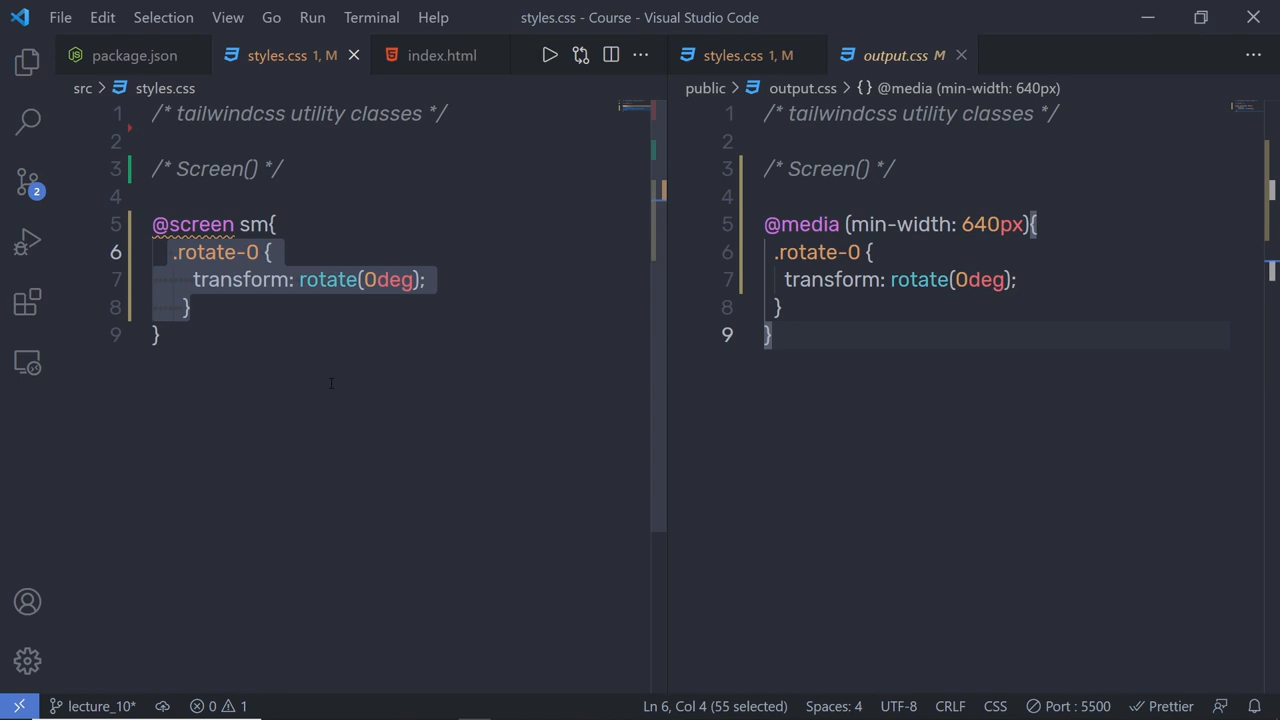 File Edit Selection View Go Run Terminal Help styles.css - Course - Visual Studio Code
package.json styles.css 1, M index.html styles.css 1, M output.css M
src > styles.css public > output.css > {} @media (min-width: 640px)
1 /* tailwindcss utility classes */
2
3 /* Screen() */
4
5 @screen sm{
6 .rotate-0 {
7 transform: rotate(0deg);
8 }
9 }
1 /* tailwindcss utility classes */
2
3 /* Screen() */
4
5 @media (min-width: 640px){
6 .rotate-0 {
7 transform: rotate(0deg);
8 }
9 }
2
lecture_10* 0 1 Ln 6, Col 4 (55 selected) Spaces: 4 UTF-8 CRLF CSS Port : 5500 Prettier